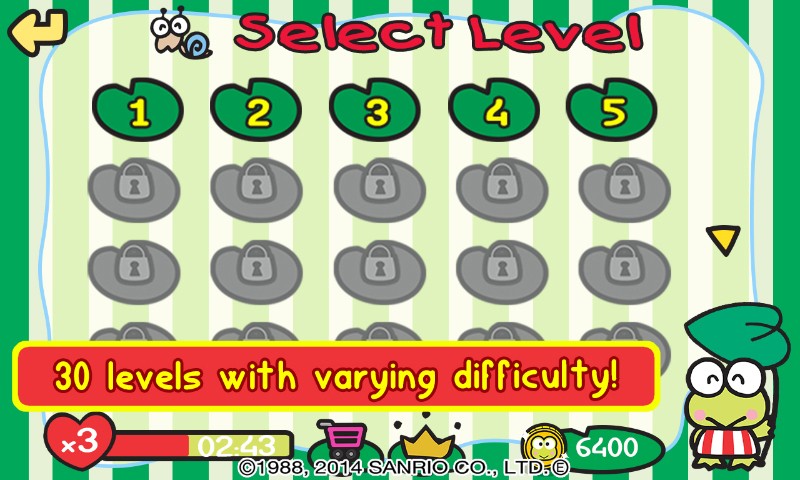 Select Level
1 2 3 4 5
30 levels with varying difficulty!
x3 02:43 6400
©1988, 2014 SANRIO CO., LTD. Ⓔ